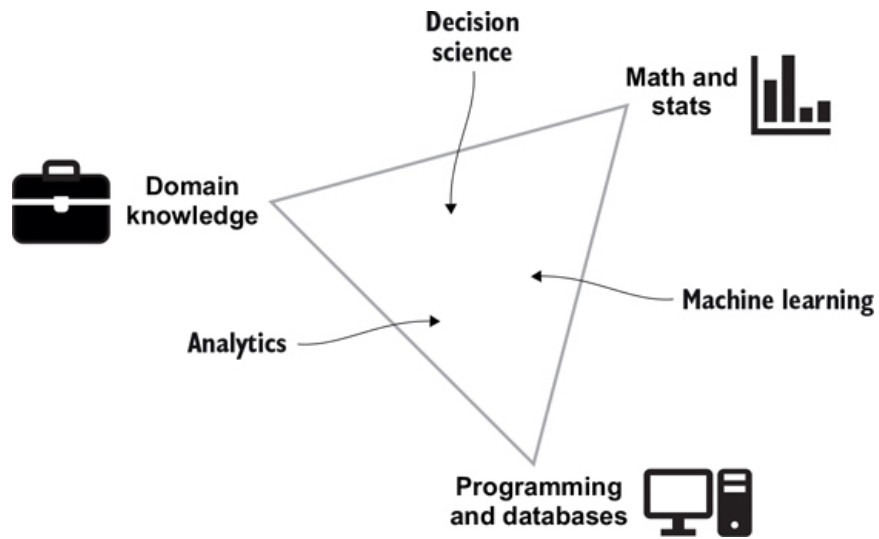 Decision
science
Math and
stats
Domain
knowledge
Machine learning
Analytics
Programming
and databases